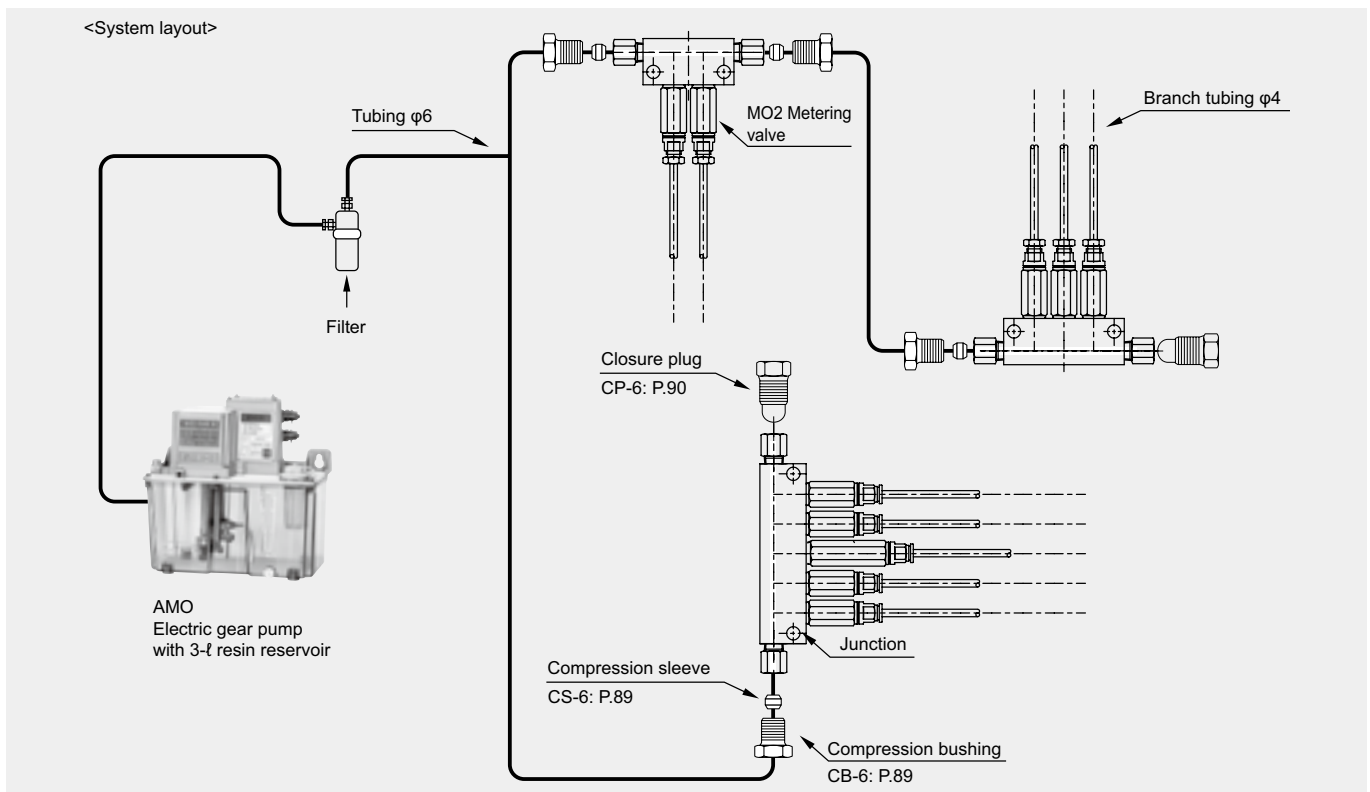 <System layout>
Tubing φ6
MO2 Metering
valve
Branch tubing φ4
Filter
Closure plug
CP-6: P.90
AMO
Electric gear pump
with 3-ℓ resin reservoir
Junction
Compression sleeve
CS-6: P.89
Compression bushing
CB-6: P.89